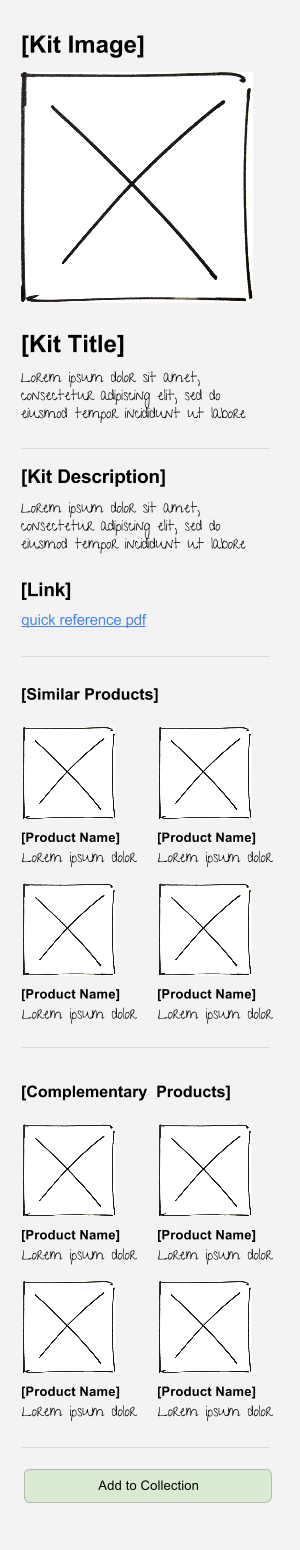 [Kit Image]
[Kit Title]
Lorem ipsum dolor sit amet,
consectetur adipiscing elit, sed do
eiusmod tempor incididunt ut labore
[Kit Description]
Lorem ipsum dolor sit amet,
consectetur adipiscing elit, sed do
eiusmod tempor incididunt ut labore
[Link]
quick reference pdf
[Similar Products]
[Product Name] [Product Name]
Lorem ipsum dolor Lorem ipsum dolor
[Product Name] [Product Name]
Lorem ipsum dolor Lorem ipsum dolor
[Complementary Products]
[Product Name] [Product Name]
Lorem ipsum dolor Lorem ipsum dolor
[Product Name] [Product Name]
Lorem ipsum dolor Lorem ipsum dolor
Add to Collection